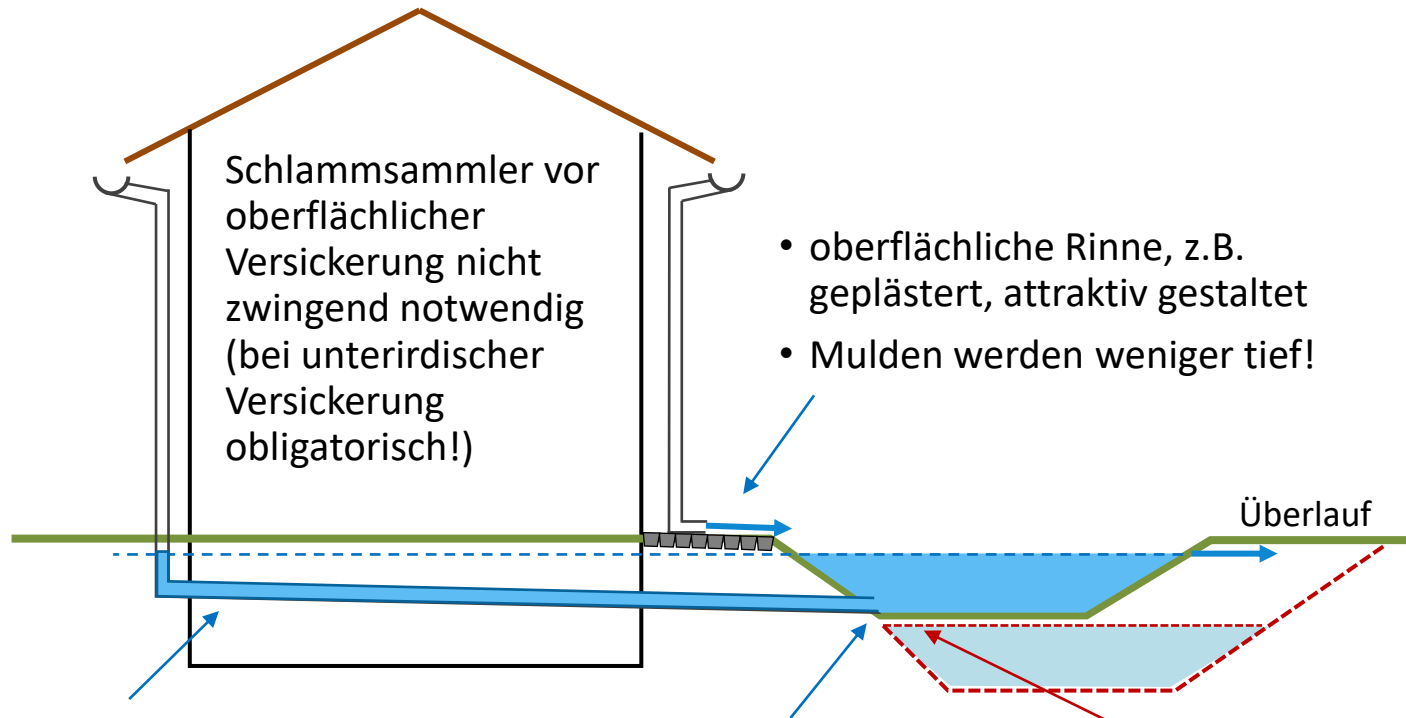 Schlammsammler vor
oberflächlicher
Versickerung nicht
zwingend notwendig
(bei unterirdischer
Versickerung
obligatorisch!)
• oberflächliche Rinne, z.B.
geplästert, attraktiv gestaltet
• Mulden werden weniger tief!
Überlauf